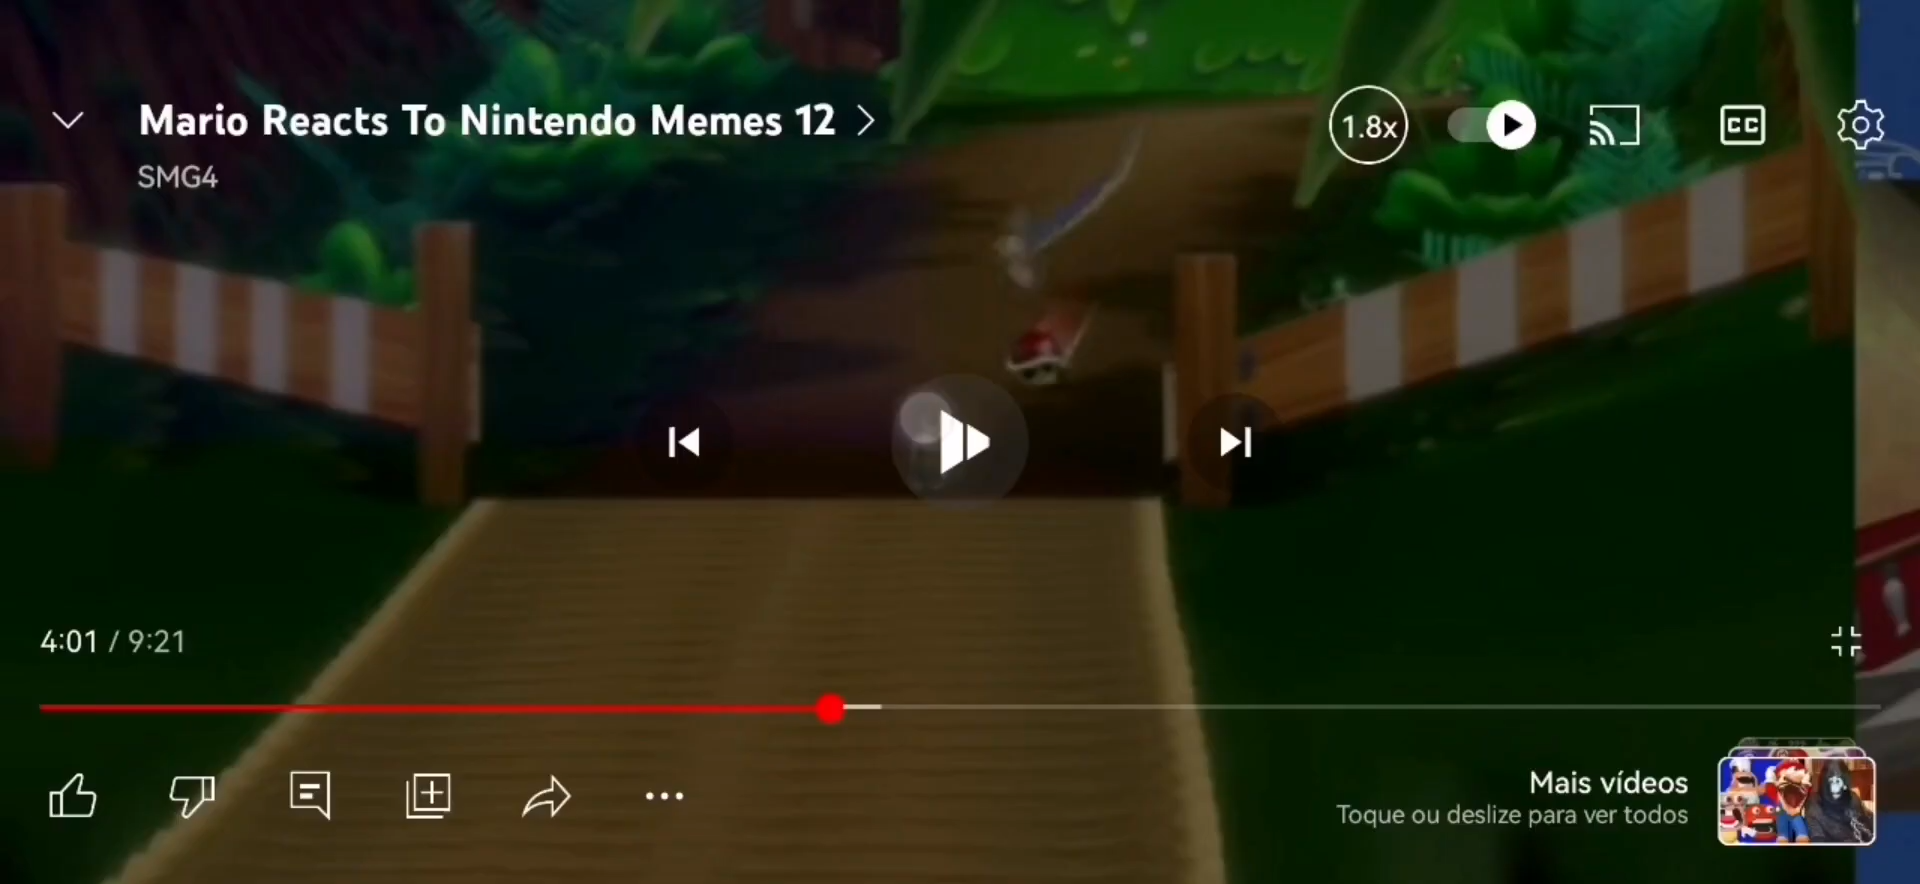 Mario Reacts To Nintendo Memes 12
SMG4
1.8x
CC
4:01 / 9:21
Mais vídeos
Toque ou deslize para ver todos